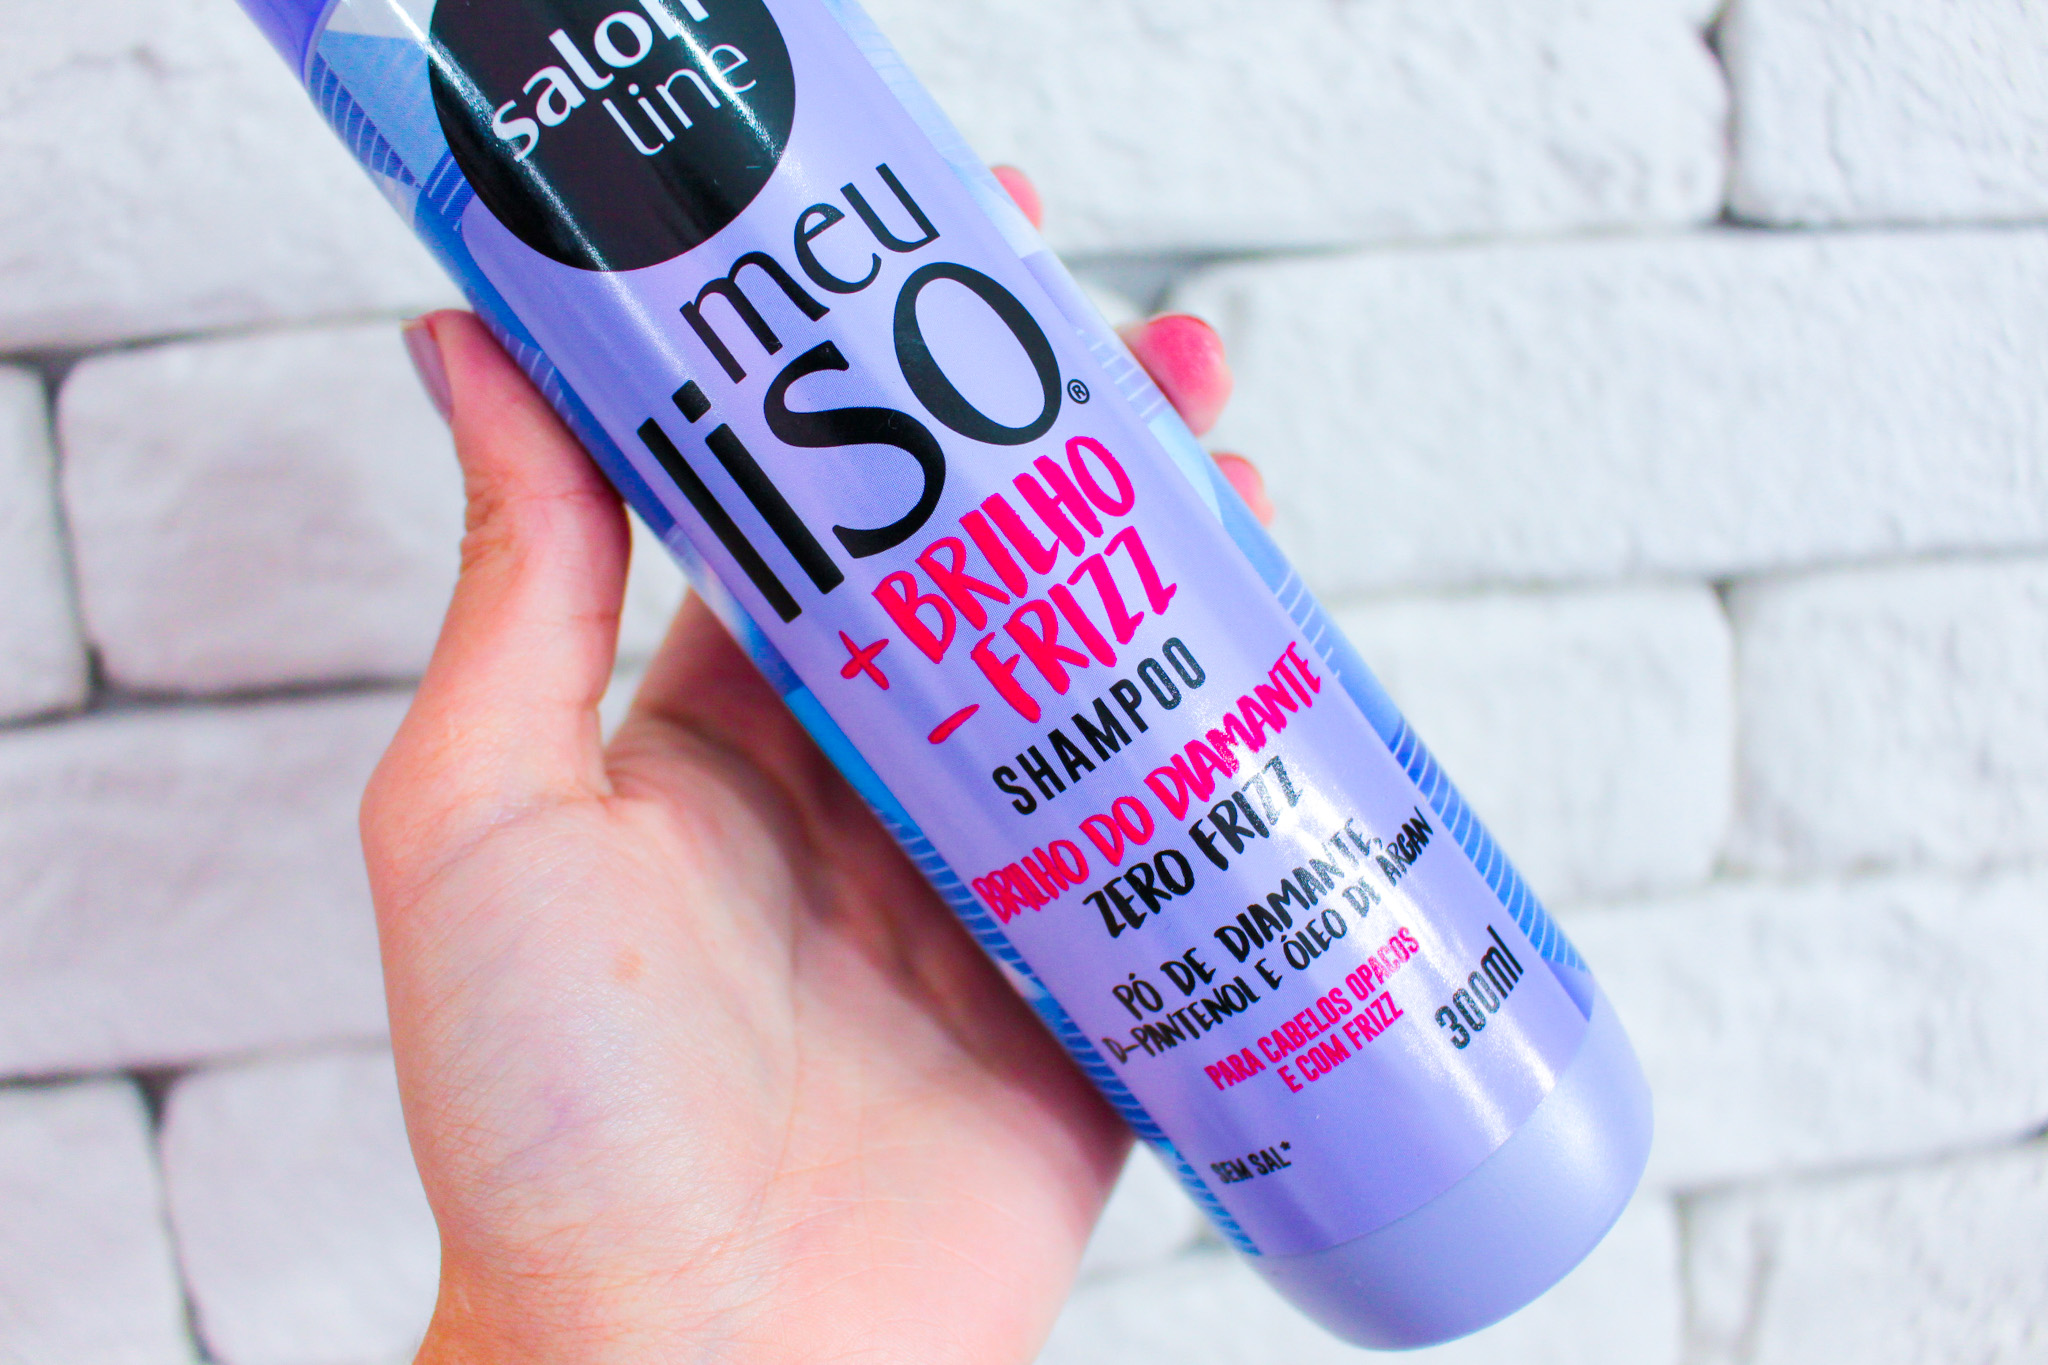 salon
line
meu
liso®
+ BRILHO
- FRIZZ
SHAMPOO
BRILHO DO DIAMANTE
ZERO FRIZZ
PÓ DE DIAMANTE,
D-PANTENOL E ÓLEO DE ARGAN
PARA CABELOS OPACOS
E COM FRIZZ
300ml
SEM SAL*